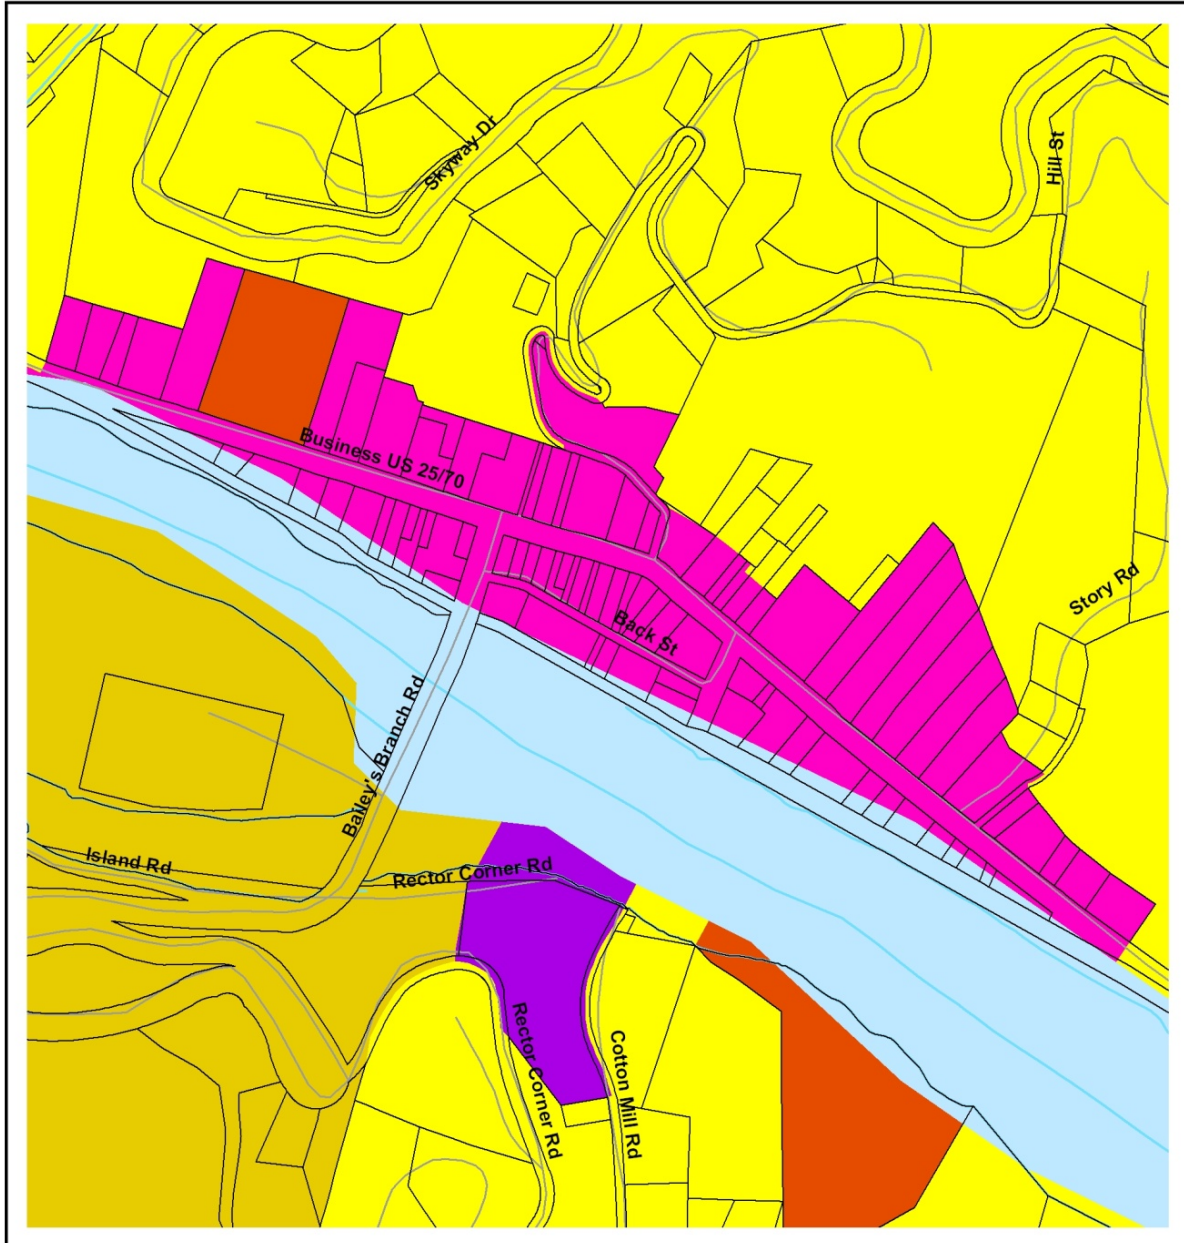 Skyway Dr
Hill St
Business US 25/70
Story Rd
Back St
Bailey's Branch Rd
Island Rd
Rector Corner Rd
Rector Corner Rd
Cotton Mill Rd